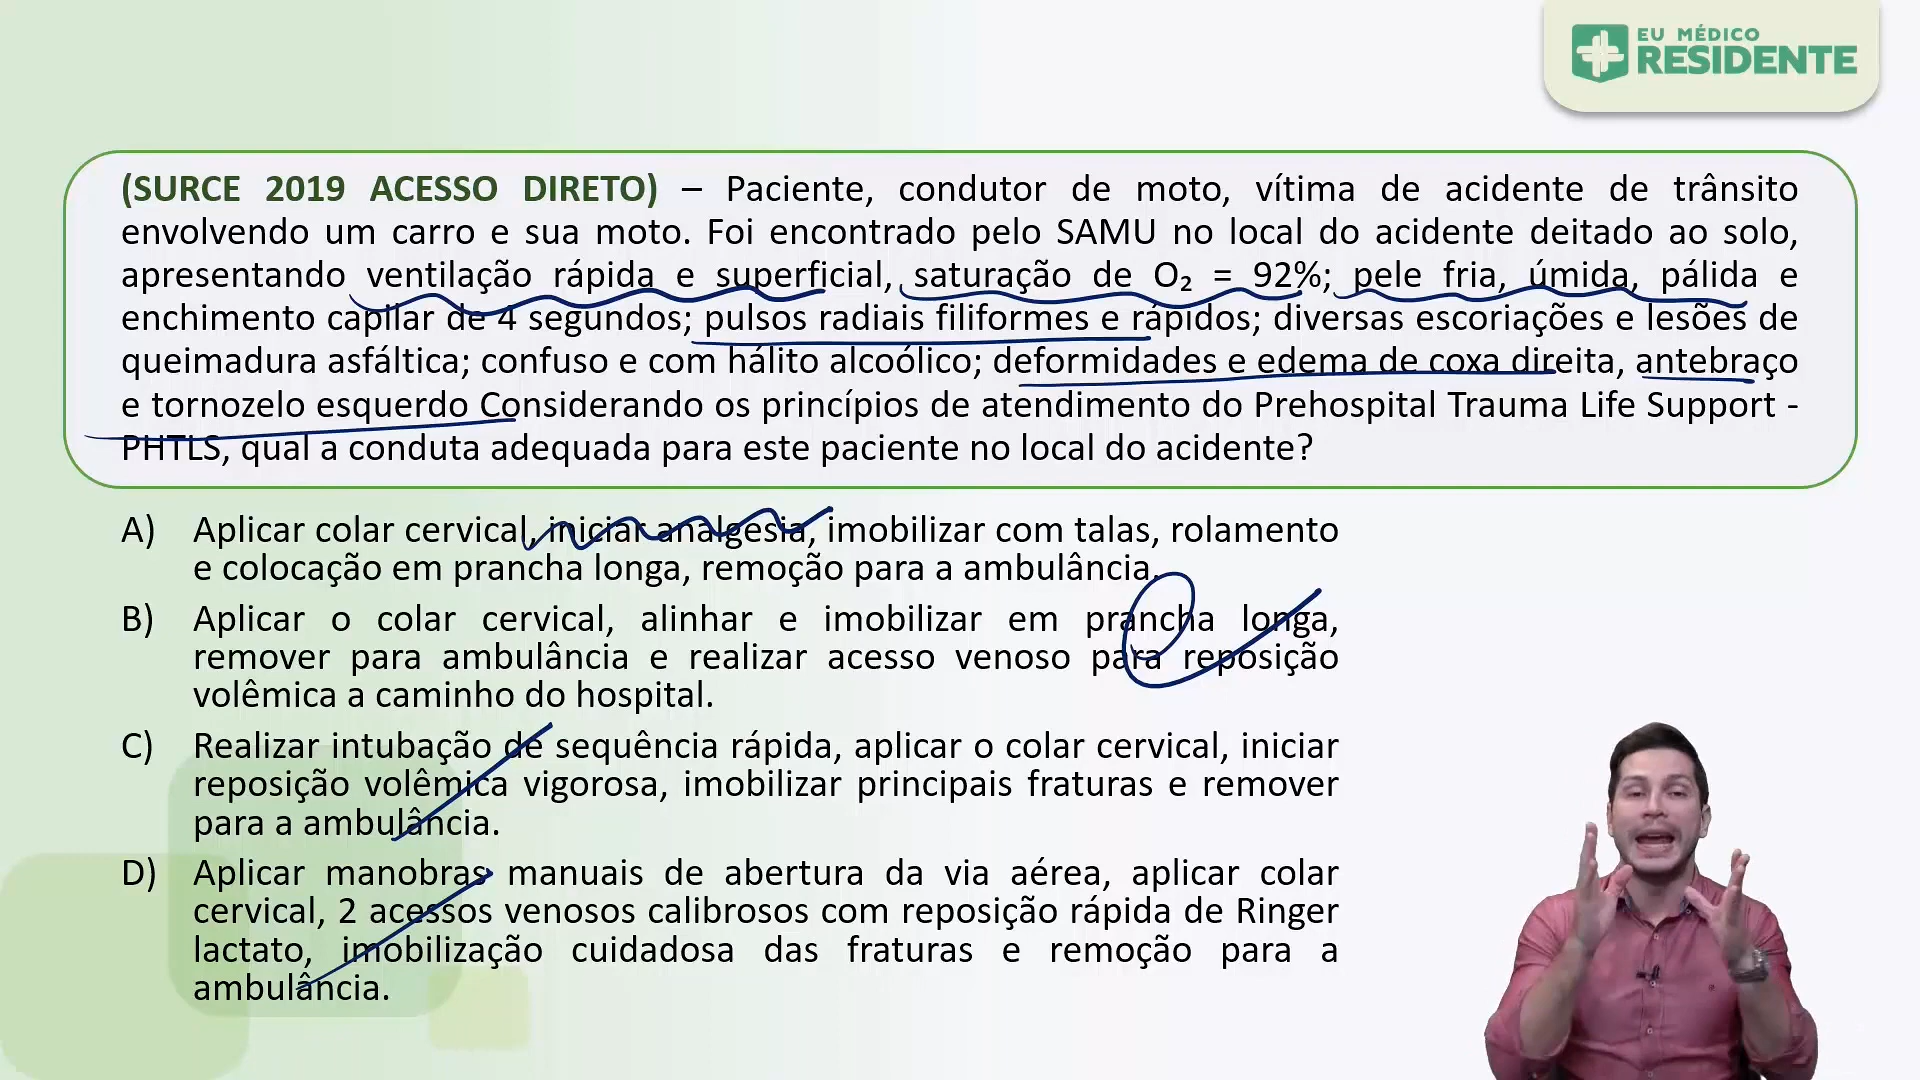 EU MÉDICO
RESIDENTE
(SURCE 2019 ACESSO DIRETO) – Paciente, condutor de moto, vítima de acidente de trânsito
envolvendo um carro e sua moto. Foi encontrado pelo SAMU no local do acidente deitado ao solo,
apresentando ventilação rápida e superficial, saturação de O₂ = 92%; pele fria, úmida, pálida e
enchimento capilar de 4 segundos; pulsos radiais filiformes e rápidos; diversas escoriações e lesões de
queimadura asfáltica; confuso e com hálito alcoólico; deformidades e edema de coxa direita, antebraço
e tornozelo esquerdo Considerando os princípios de atendimento do Prehospital Trauma Life Support -
PHTLS, qual a conduta adequada para este paciente no local do acidente?
A) Aplicar colar cervical, iniciar analgesia, imobilizar com talas, rolamento
e colocação em prancha longa, remoção para a ambulância.
B) Aplicar o colar cervical, alinhar e imobilizar em prancha longa,
remover para ambulância e realizar acesso venoso para reposição
volêmica a caminho do hospital.
C) Realizar intubação de sequência rápida, aplicar o colar cervical, iniciar
reposição volêmica vigorosa, imobilizar principais fraturas e remover
para a ambulância.
D) Aplicar manobras manuais de abertura da via aérea, aplicar colar
cervical, 2 acessos venosos calibrosos com reposição rápida de Ringer
lactato, imobilização cuidadosa das fraturas e remoção para a
ambulância.